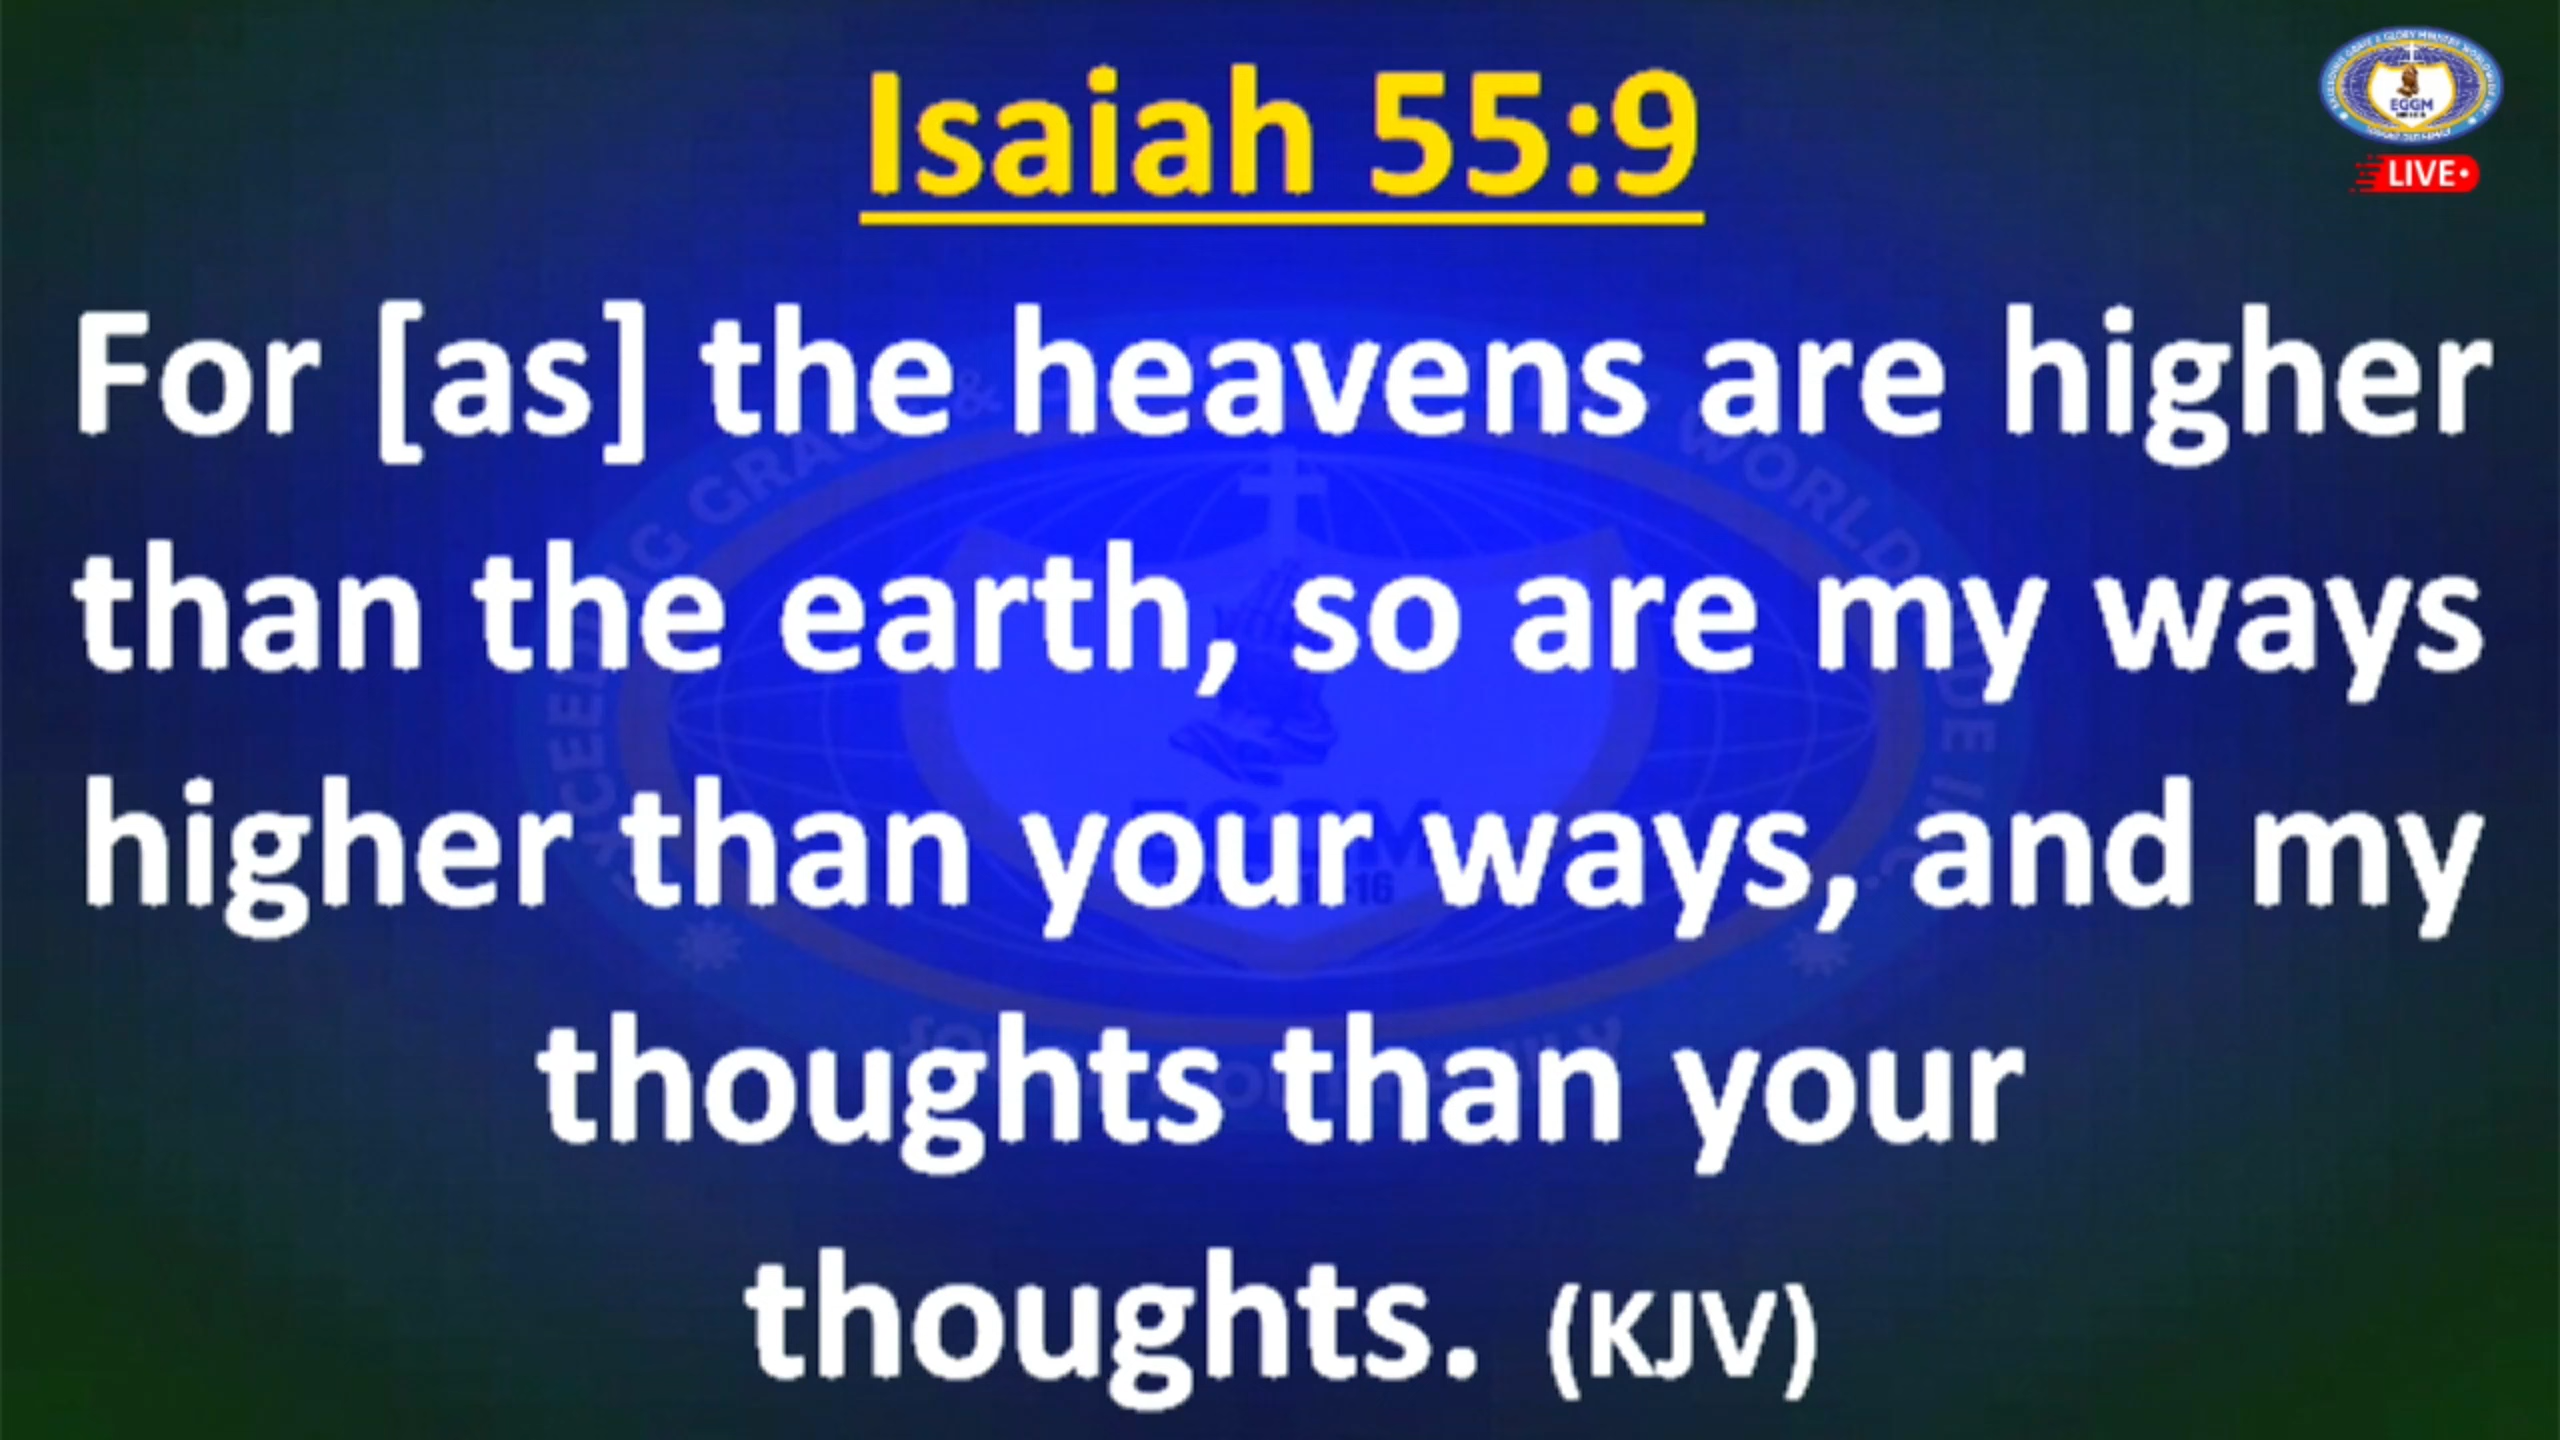 Isaiah 55:9
EGGM
LIVE
For [as] the heavens are higher
than the earth, so are my ways
higher than your ways, and my
thoughts than your
thoughts. (KJV)